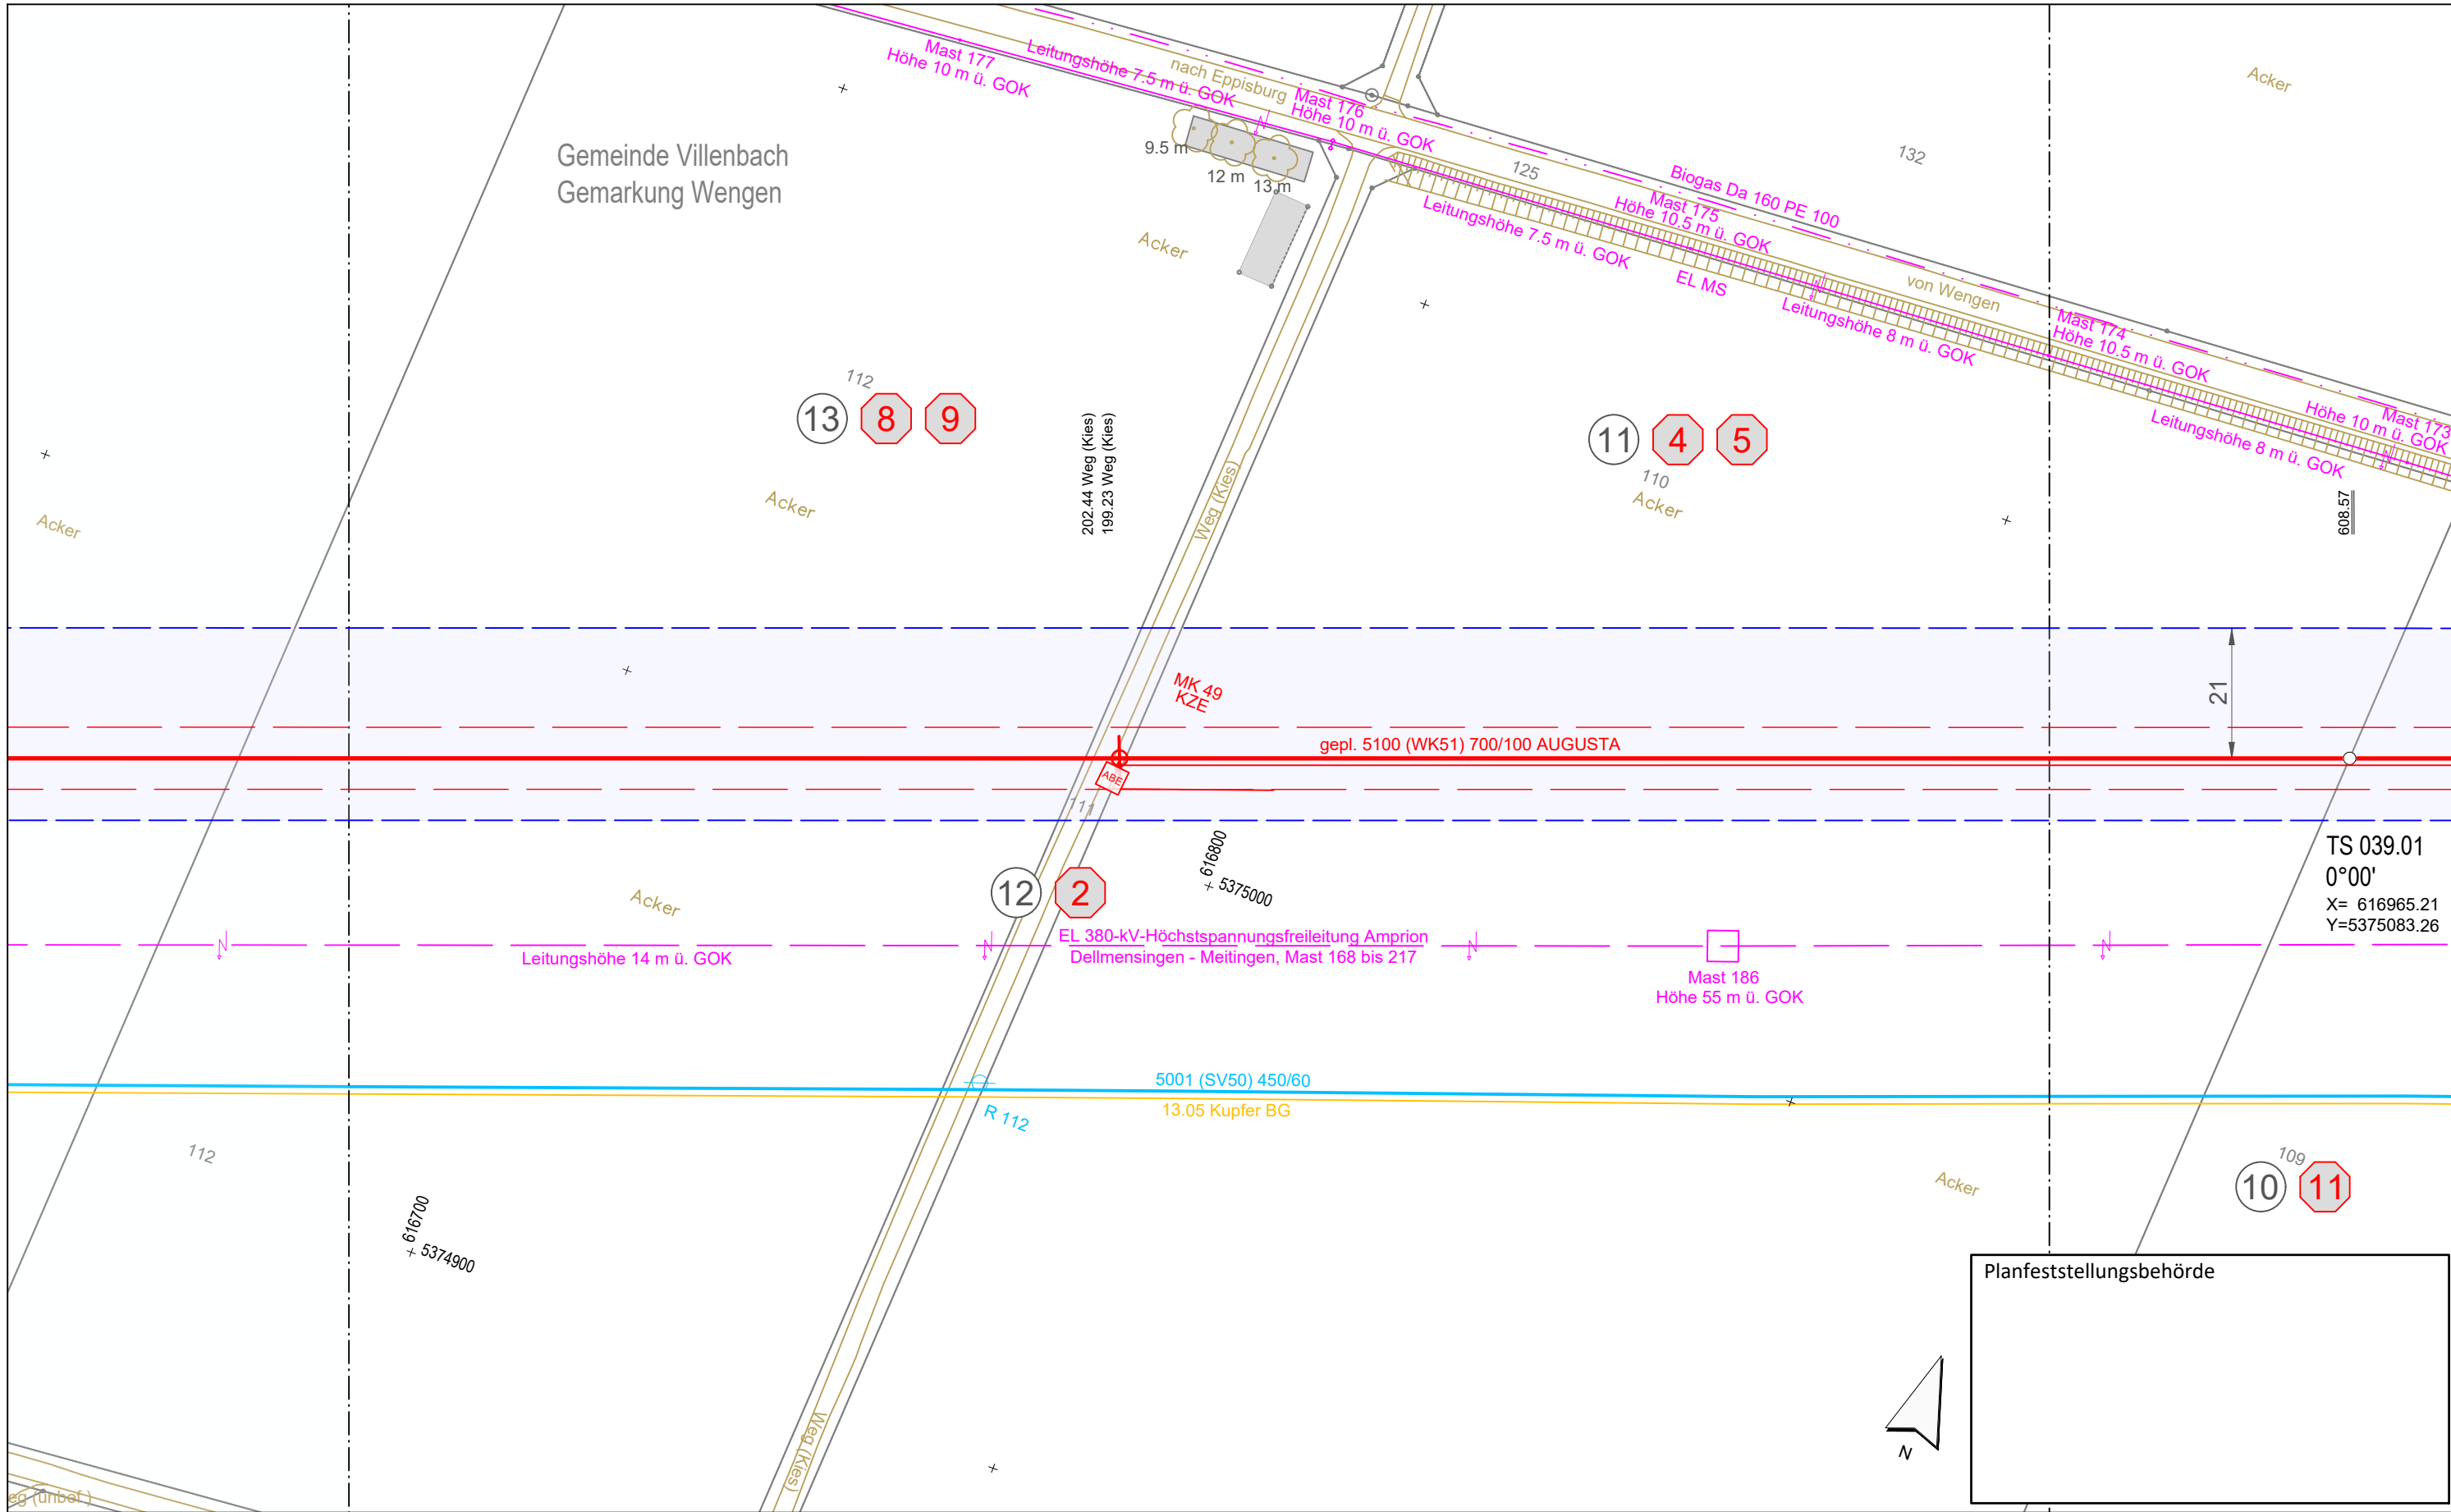 Mast 177
Höhe 10 m ü. GOK
Leitungshöhe 7.5 m ü. GOK
nach Eppisburg
Mast 176
Höhe 10 m ü. GOK
Acker
Gemeinde Villenbach
Gemarkung Wengen
9.5 m
12 m
13 m
125
132
Biogas Da 160 PE 100
Mast 175
Höhe 10.5 m ü. GOK
Leitungshöhe 7.5 m ü. GOK
Acker
EL MS
von Wengen
Leitungshöhe 8 m ü. GOK
Mast 174
Höhe 10.5 m ü. GOK
Mast 173
Höhe 10 m ü. GOK
Leitungshöhe 8 m ü. GOK
112
13
8
9
202.44 Weg (Kies)
199.23 Weg (Kies)
11
4
5
110
Acker
Acker
Acker
Weg (Kies)
608.57
MK 49
KZE
21
gepl. 5100 (WK51) 700/100 AUGUSTA
ABE
111
TS 039.01
0°00'
X= 616965.21
Y=5375083.26
616800
5375000
12
2
Acker
EL 380-kV-Höchstspannungsfreileitung Amprion
Dellmensingen - Meitingen, Mast 168 bis 217
Leitungshöhe 14 m ü. GOK
Mast 186
Höhe 55 m ü. GOK
5001 (SV50) 450/60
13.05 Kupfer BG
R 112
112
109
10
11
Acker
616700
5374900
Planfeststellungsbehörde
N
Weg (Kies)
eg (unbef.)